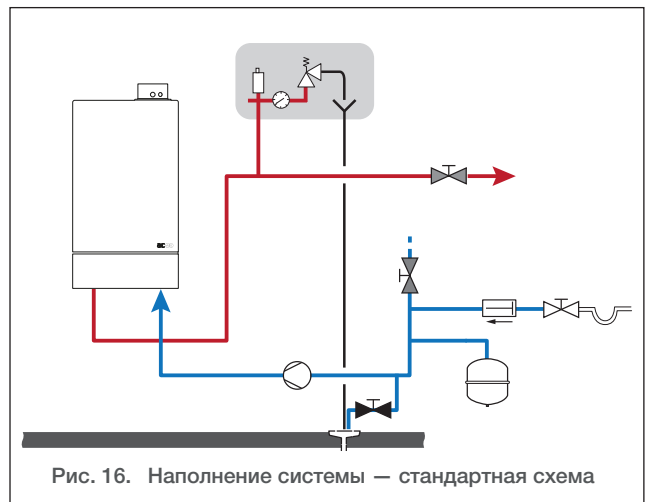 Рис. 16. Наполнение системы — стандартная схема